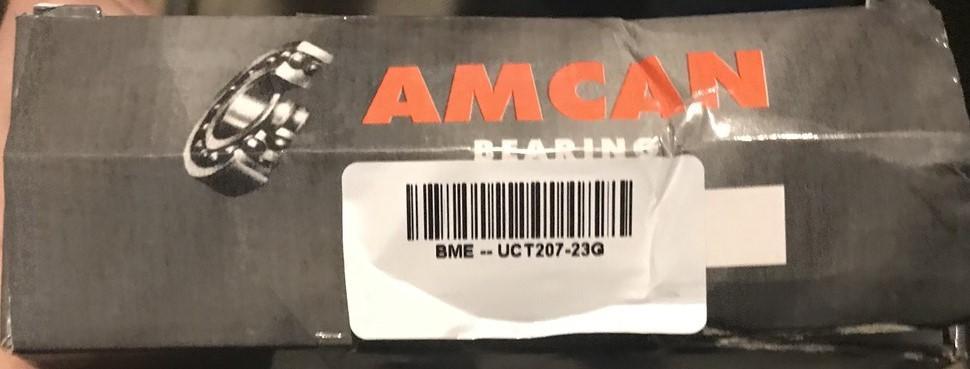 AMCAN
BEARING
BME -- UCT207-23G